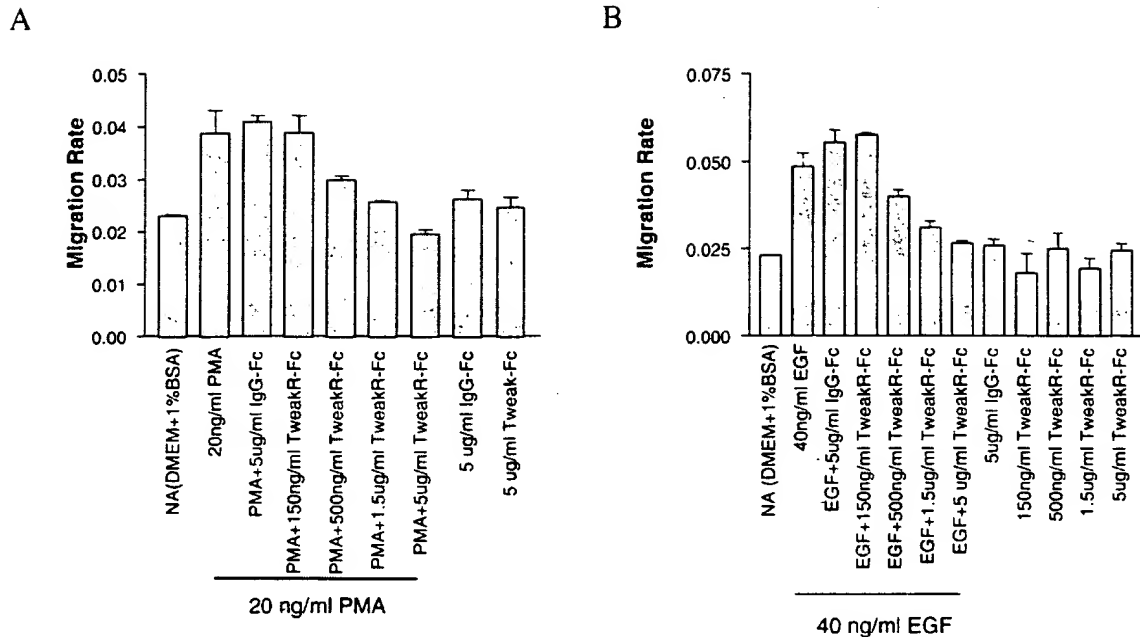 A
Migration Rate
0.05
0.04
0.03
0.02
0.01
0.00
NA(DMEM+1%BSA)
20ng/ml PMA
PMA+5ug/ml IgG-Fc
PMA+150ng/ml TweakR-Fc
PMA+500ng/ml TweakR-Fc
PMA+1.5ug/ml TweakR-Fc
PMA+5ug/ml TweakR-Fc
5 ug/ml IgG-Fc
5 ug/ml Tweak-Fc
20 ng/ml PMA
B
Migration Rate
0.075
0.050
0.025
0.000
NA (DMEM+1%BSA)
40ng/ml EGF
EGF+5ug/ml IgG-Fc
EGF+150ng/ml TweakR-Fc
EGF+500ng/ml TweakR-Fc
EGF+1.5ug/ml TweakR-Fc
EGF+5 ug/ml TweakR-Fc
5ug/ml IgG-Fc
150ng/ml TweakR-Fc
500ng/ml TweakR-Fc
1.5ug/ml TweakR-Fc
5ug/ml TweakR-Fc
40 ng/ml EGF